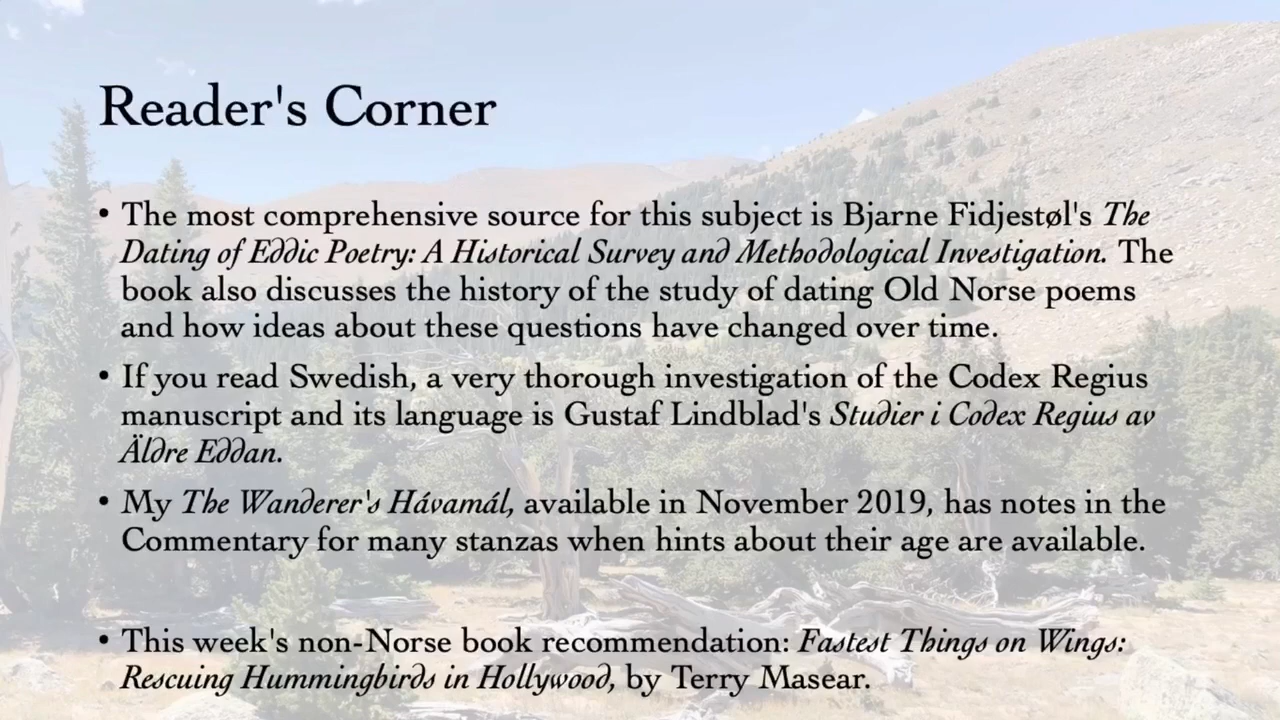 Reader's Corner
• The most comprehensive source for this subject is Bjarne Fidjestøl's The
Dating of Eddic Poetry: A Historical Survey and Methodological Investigation. The
book also discusses the history of the study of dating Old Norse poems
and how ideas about these questions have changed over time.
• If you read Swedish, a very thorough investigation of the Codex Regius
manuscript and its language is Gustaf Lindblad's Studier i Codex Regius av
Äldre Eddan.
• My The Wanderer's Hávamál, available in November 2019, has notes in the
Commentary for many stanzas when hints about their age are available.
• This week's non-Norse book recommendation: Fastest Things on Wings:
Rescuing Hummingbirds in Hollywood, by Terry Masear.